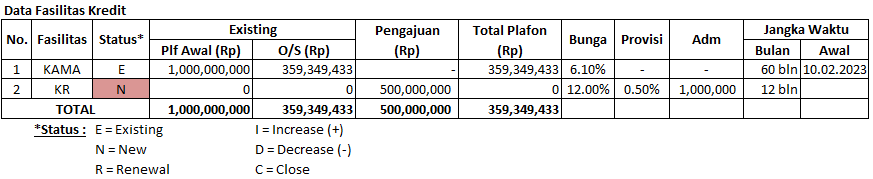 Data Fasilitas Kredit
No. Fasilitas Status* Existing Pengajuan (Rp) Total Plafon (Rp) Bunga Provisi Adm Jangka Waktu
Plf Awal (Rp) O/S (Rp) Bulan Awal
1 KAMA E 1,000,000,000 359,349,433 - 359,349,433 6.10% - - 60 bln 10.02.2023
2 KR N 0 0 500,000,000 0 12.00% 0.50% 1,000,000 12 bln
TOTAL 1,000,000,000 359,349,433 500,000,000 359,349,433
*Status : E = Existing I = Increase (+)
N = New D = Decrease (-)
R = Renewal C = Close